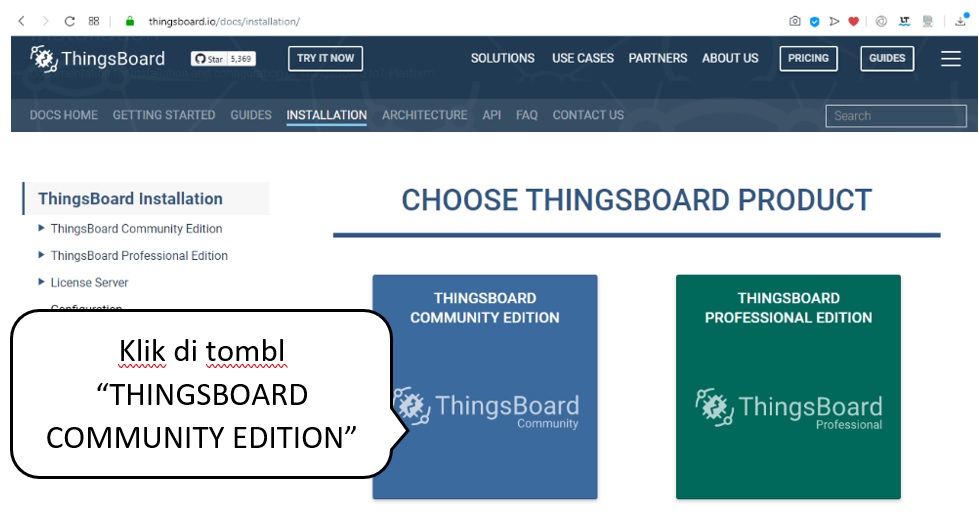 thingsboard.io/docs/installation/
ThingsBoard
Star 5,369
TRY IT NOW
SOLUTIONS USE CASES PARTNERS ABOUT US PRICING GUIDES
DOCS HOME GETTING STARTED GUIDES INSTALLATION ARCHITECTURE API FAQ CONTACT US
Search
ThingsBoard Installation
ThingsBoard Community Edition
ThingsBoard Professional Edition
License Server
Configuration
CHOOSE THINGSBOARD PRODUCT
THINGSBOARD
COMMUNITY EDITION
ThingsBoard
Community
THINGSBOARD
PROFESSIONAL EDITION
ThingsBoard
Professional
Klik di tombl
“THINGSBOARD
COMMUNITY EDITION”